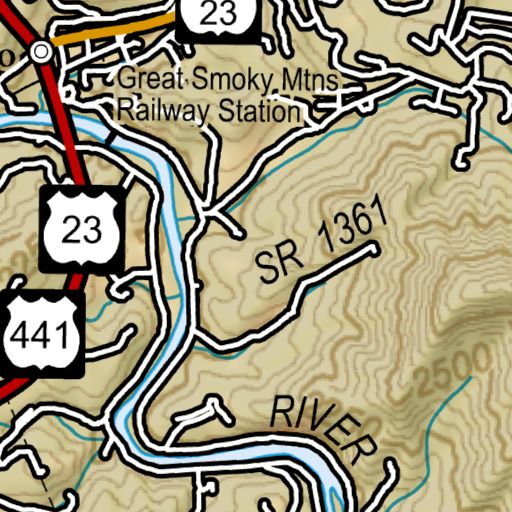 23
o
Great Smoky Mtns
Railway Station
23
SR 1361
441
2500
RIVER